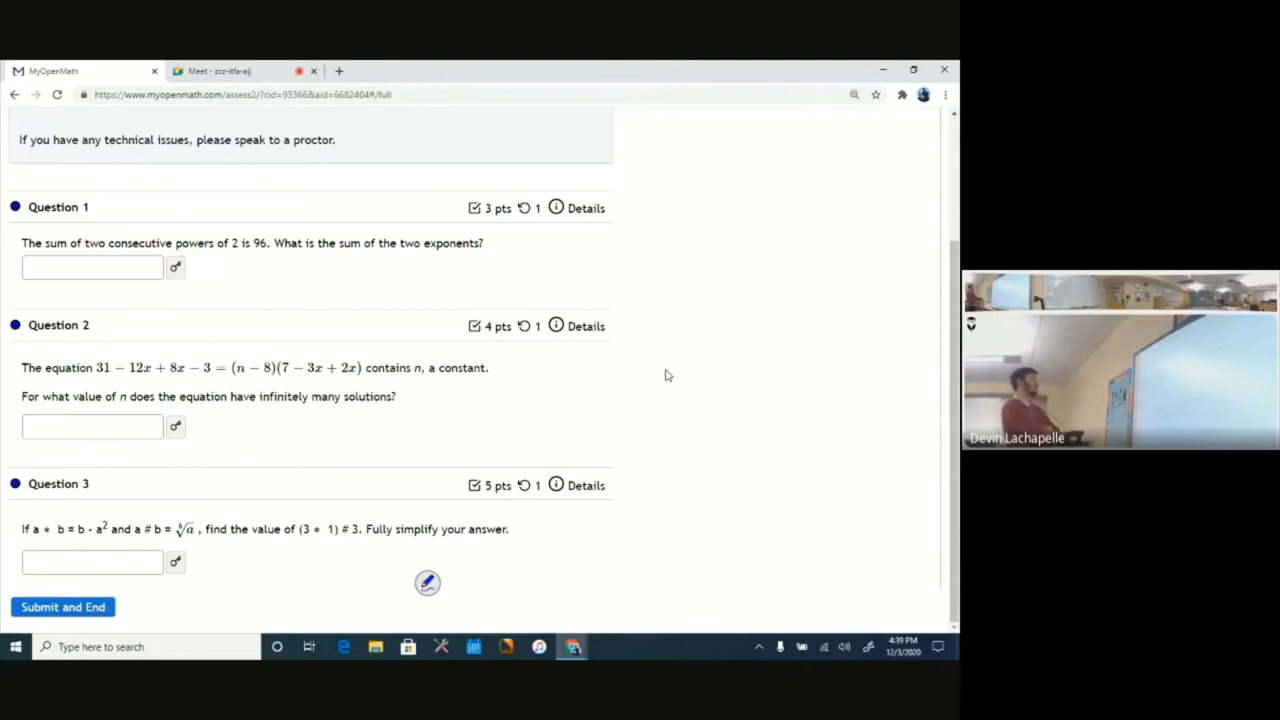 MyOpenMath
Meet - zcz-itfa-aij
https://www.myopenmath.com/assess2/?cid=93366&aid=6682404#/full
If you have any technical issues, please speak to a proctor.
Question 1
3 pts 1 Details
The sum of two consecutive powers of 2 is 96. What is the sum of the two exponents?
Question 2
4 pts 1 Details
The equation 31 − 12x + 8x − 3 = (n − 8)(7 − 3x + 2x) contains n, a constant.
For what value of n does the equation have infinitely many solutions?
Question 3
5 pts 1 Details
If a * b = b - a² and a # b = ᵇ√a , find the value of (3 * 1) # 3. Fully simplify your answer.
Submit and End
Devin Lachapelle
Type here to search
4:39 PM
12/3/2020